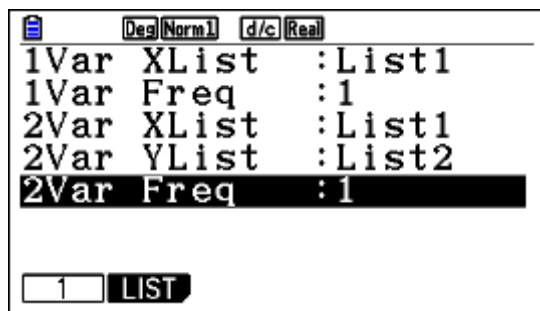 Deg Norm1 d/c Real
1Var XList :List1
1Var Freq :1
2Var XList :List1
2Var YList :List2
2Var Freq :1
1 LIST